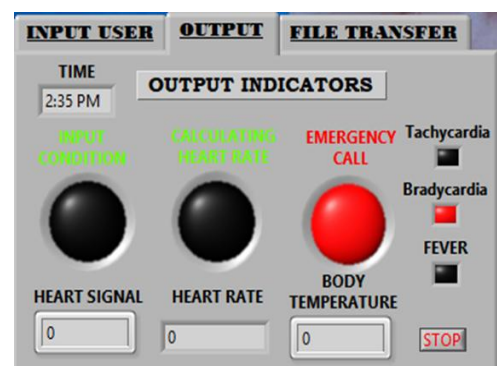 INPUT USER
OUTPUT
FILE TRANSFER
TIME
2:35 PM
OUTPUT INDICATORS
INPUT
CONDITION
CALCULATING
HEART RATE
EMERGENCY
CALL
Tachycardia
Bradycardia
FEVER
HEART SIGNAL
0
HEART RATE
0
BODY
TEMPERATURE
0
STOP